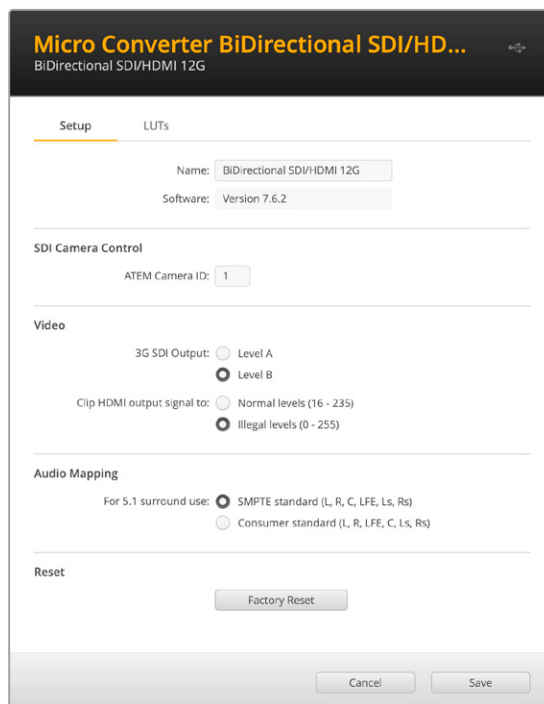 Micro Converter BiDirectional SDI/HD...
BiDirectional SDI/HDMI 12G
Setup LUTs
Name: BiDirectional SDI/HDMI 12G
Software: Version 7.6.2
SDI Camera Control
ATEM Camera ID: 1
Video
3G SDI Output: Level A
Level B
Clip HDMI output signal to: Normal levels (16 - 235)
Illegal levels (0 - 255)
Audio Mapping
For 5.1 surround use: SMPTE standard (L, R, C, LFE, Ls, Rs)
Consumer standard (L, R, LFE, C, Ls, Rs)
Reset
Factory Reset
Cancel Save